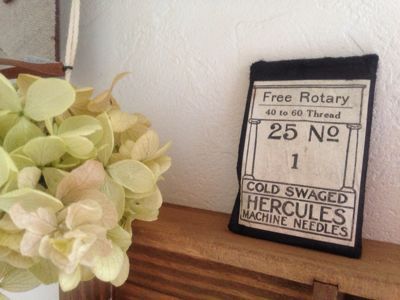 Free Rotary
40 to 60 Thread
25 No
1
COLD SWAGED
HERCULES
MACHINE NEEDLES